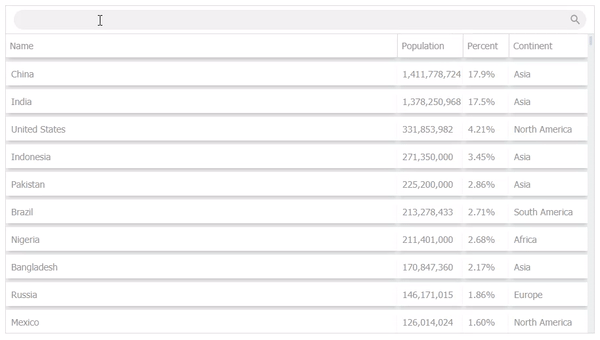 Name Population Percent Continent
China 1,411,778,724 17.9% Asia
India 1,378,250,968 17.5% Asia
United States 331,853,982 4.21% North America
Indonesia 271,350,000 3.45% Asia
Pakistan 225,200,000 2.86% Asia
Brazil 213,278,433 2.71% South America
Nigeria 211,401,000 2.68% Africa
Bangladesh 170,847,360 2.17% Asia
Russia 146,171,015 1.86% Europe
Mexico 126,014,024 1.60% North America